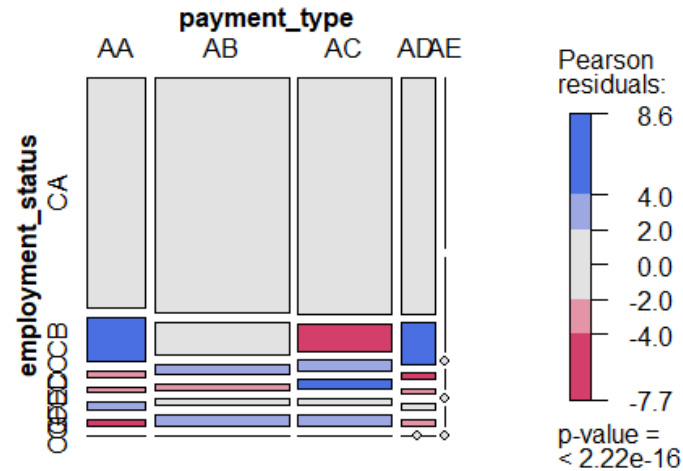 payment_type
AA AB AC AD AE
employment_status
CA
CB
Pearson
residuals:
8.6
4.0
2.0
0.0
-2.0
-4.0
-7.7
p-value =
< 2.22e-16